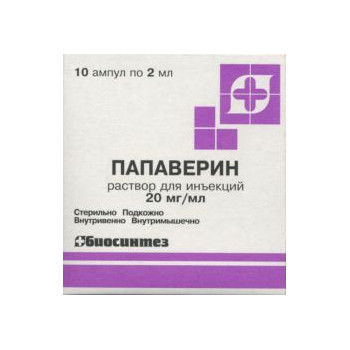 10 ампул по 2 мл
ПАПАВЕРИН
раствор для инъекций
20 мг/мл
Стерильно Подкожно
Внутривенно Внутримышечно
Биосинтез